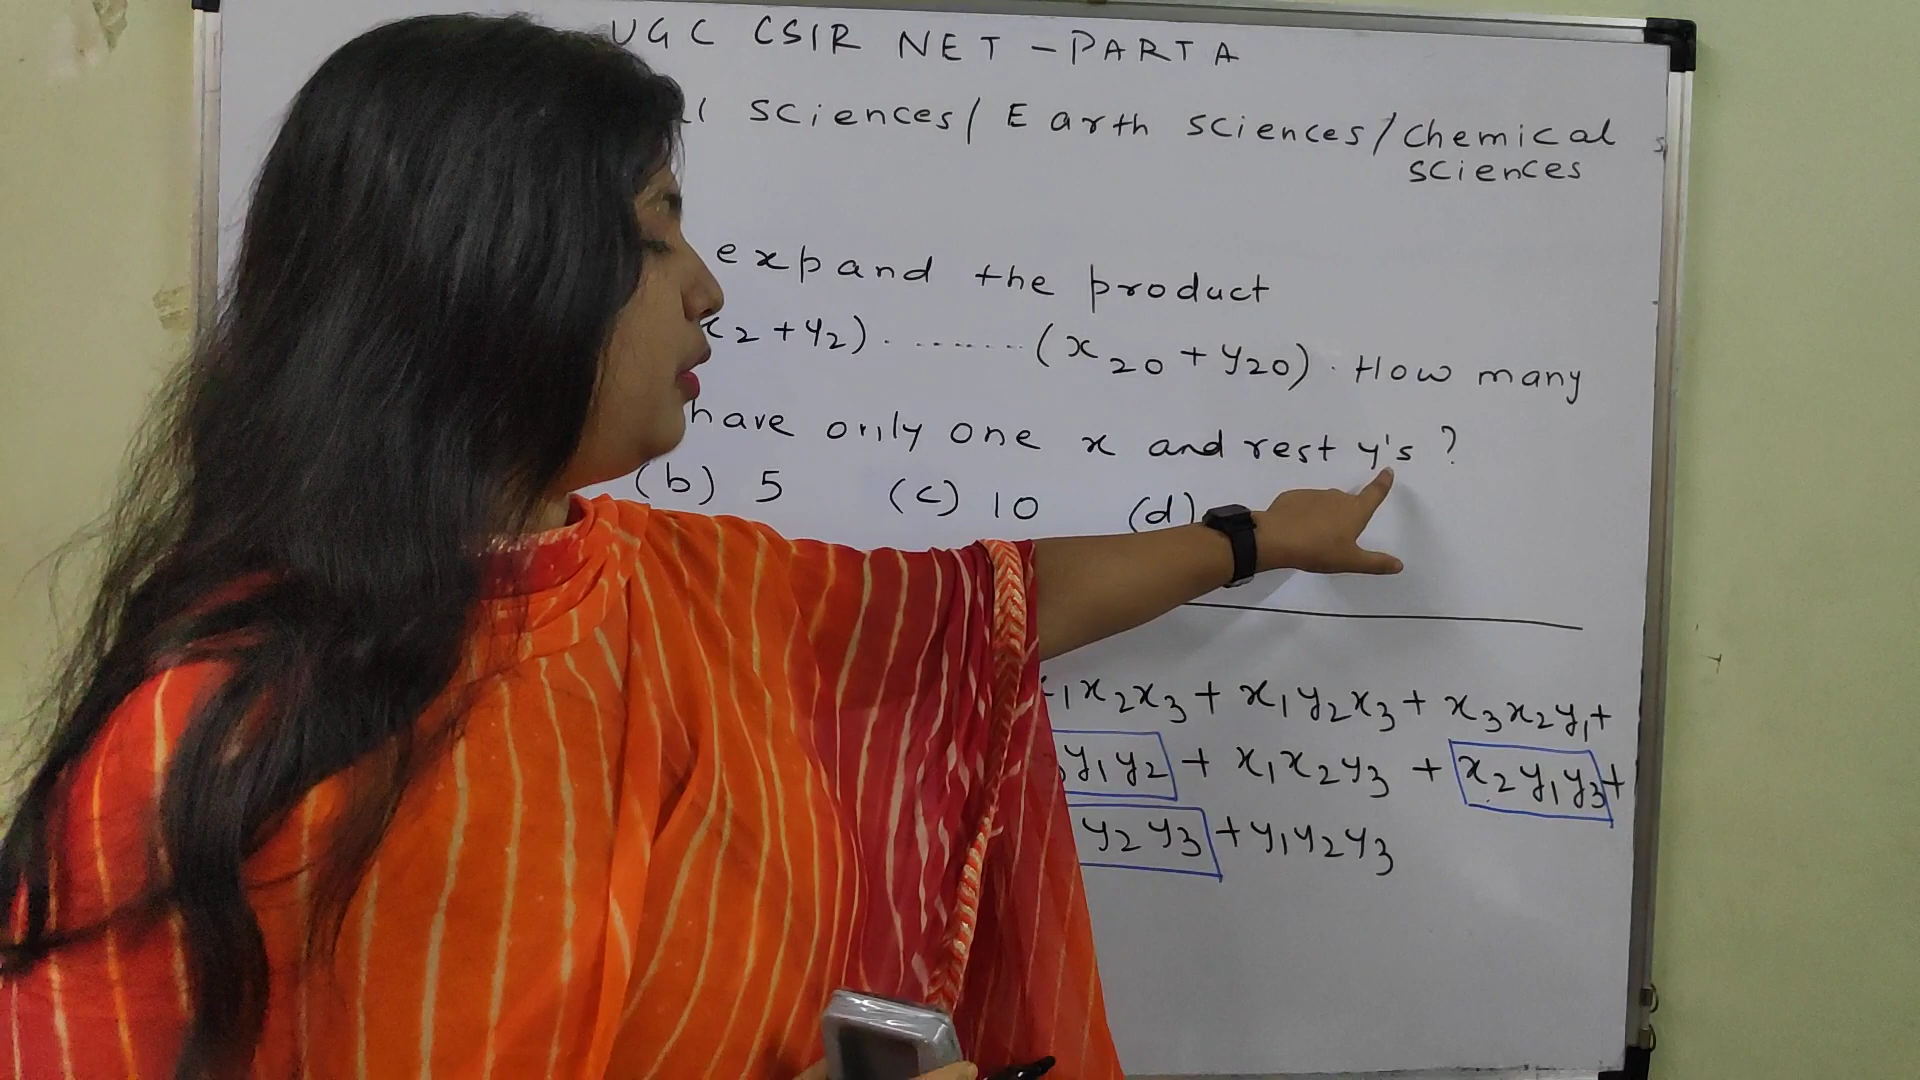 UGC CSIR NET - PART A
sciences/Earth sciences/chemical
sciences
expand the product
x₂+y₂).........(x₂₀+y₂₀). How many
have only one x and rest y's?
(b) 5 (c) 10 (d)
₁x₂x₃+x₁y₂x₃+x₃x₂y₁+
y₁y₂+x₁x₂y₃+x₂y₁y₃+
y₂y₃+y₁y₂y₃